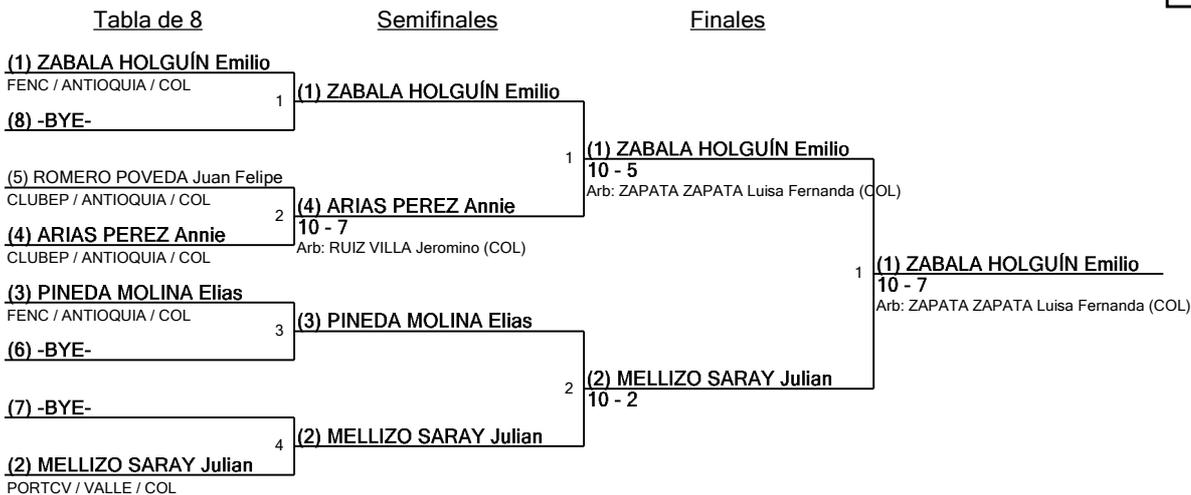 Tabla de 8
Semifinales
Finales
(1) ZABALA HOLGUÍN Emilio
FENC / ANTIOQUIA / COL
1
(8) -BYE-
(5) ROMERO POVEDA Juan Felipe
CLUBEP / ANTIOQUIA / COL
2
(4) ARIAS PEREZ Annie
CLUBEP / ANTIOQUIA / COL
(3) PINEDA MOLINA Elias
FENC / ANTIOQUIA / COL
3
(6) -BYE-
(7) -BYE-
4
(2) MELLIZO SARAY Julian
PORTCV / VALLE / COL
(1) ZABALA HOLGUÍN Emilio
1
(4) ARIAS PEREZ Annie
10 - 7
Arb: RUIZ VILLA Jeromino (COL)
(3) PINEDA MOLINA Elias
2
(2) MELLIZO SARAY Julian
(1) ZABALA HOLGUÍN Emilio
10 - 5
Arb: ZAPATA ZAPATA Luisa Fernanda (COL)
1
(2) MELLIZO SARAY Julian
10 - 2
(1) ZABALA HOLGUÍN Emilio
10 - 7
Arb: ZAPATA ZAPATA Luisa Fernanda (COL)